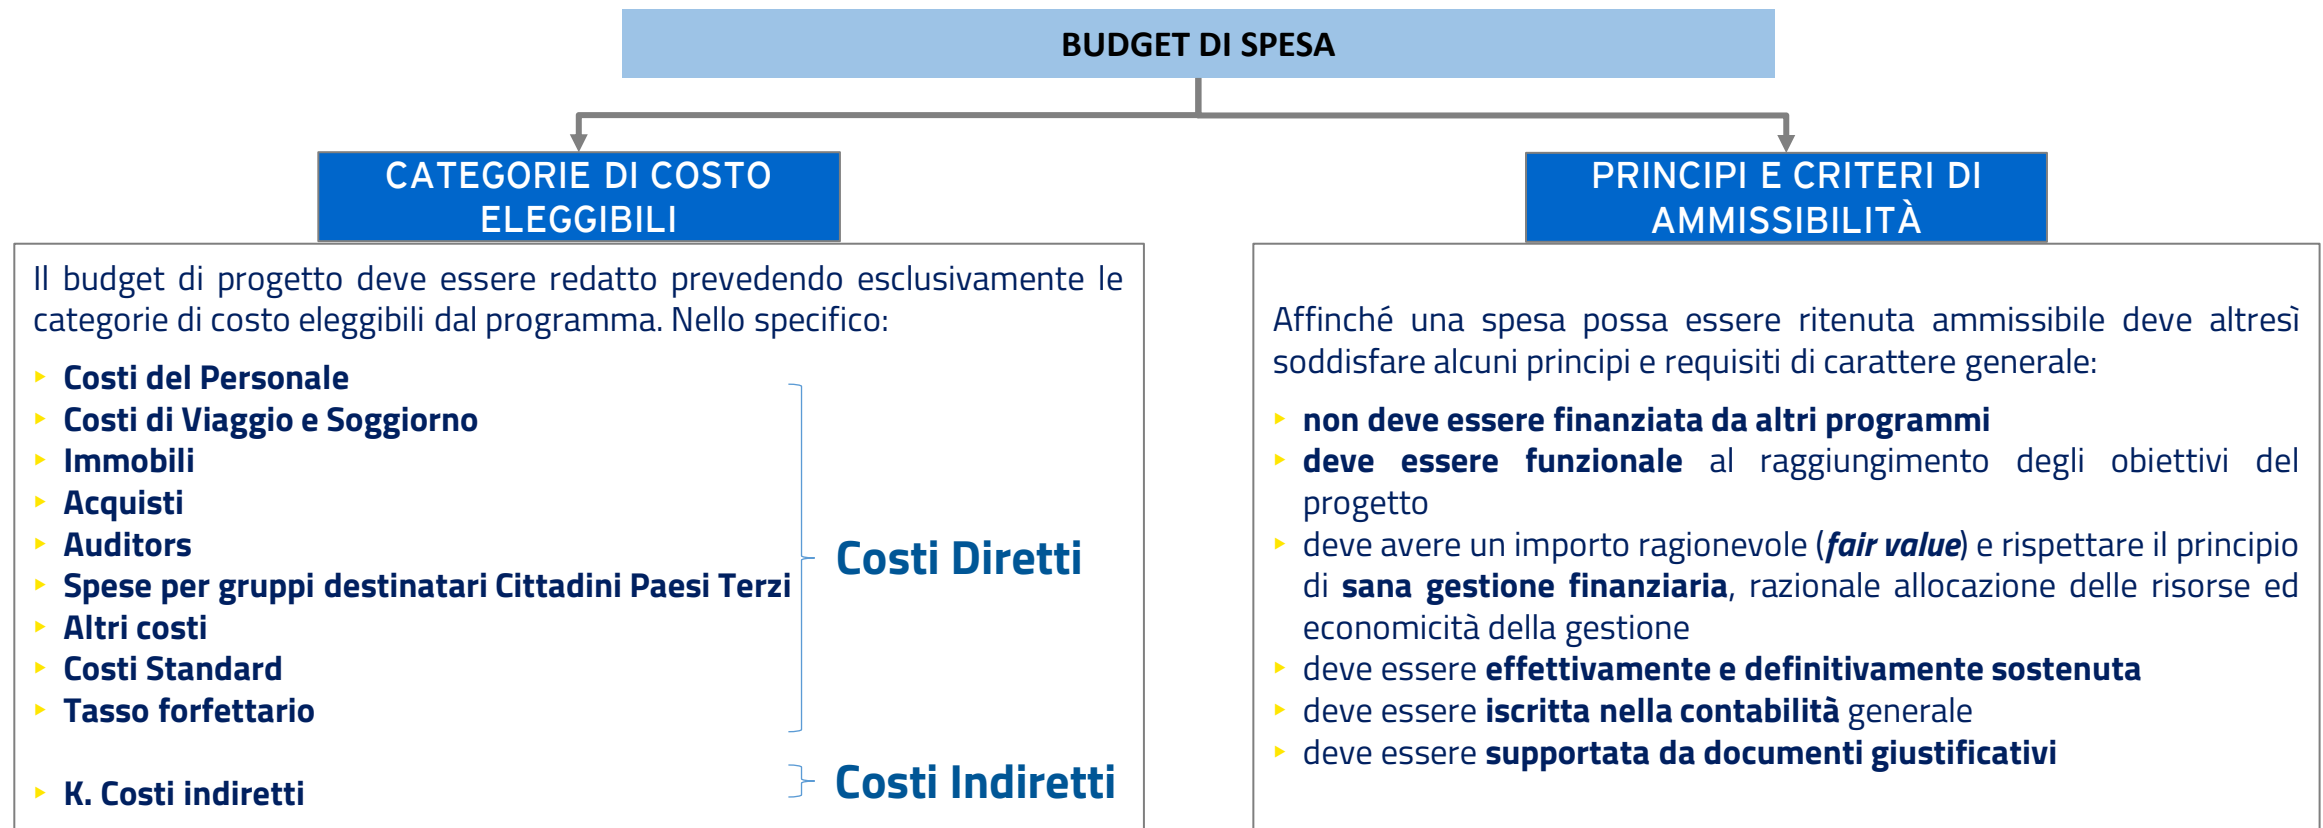 BUDGET DI SPESA
CATEGORIE DI COSTO
ELEGGIBILI
Il budget di progetto deve essere redatto prevedendo esclusivamente le
categorie di costo eleggibili dal programma. Nello specifico:
Costi del Personale
Costi di Viaggio e Soggiorno
Immobili
Acquisti
Auditors
Spese per gruppi destinatari Cittadini Paesi Terzi
Altri costi
Costi Standard
Tasso forfettario
Costi Diretti
K. Costi indiretti
Costi Indiretti
PRINCIPI E CRITERI DI
AMMISSIBILITÀ
Affinché una spesa possa essere ritenuta ammissibile deve altresì
soddisfare alcuni principi e requisiti di carattere generale:
non deve essere finanziata da altri programmi
deve essere funzionale al raggiungimento degli obiettivi del
progetto
deve avere un importo ragionevole (fair value) e rispettare il principio
di sana gestione finanziaria, razionale allocazione delle risorse ed
economicità della gestione
deve essere effettivamente e definitivamente sostenuta
deve essere iscritta nella contabilità generale
deve essere supportata da documenti giustificativi